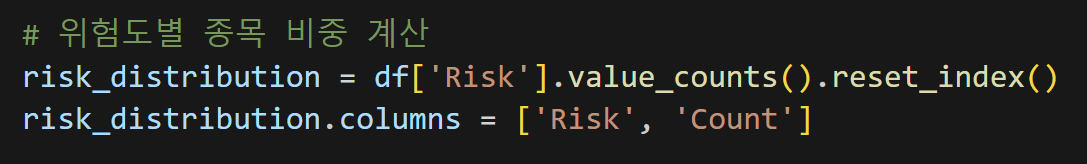 # 위험도별 종목 비중 계산
risk_distribution = df['Risk'].value_counts().reset_index()
risk_distribution.columns = ['Risk', 'Count']